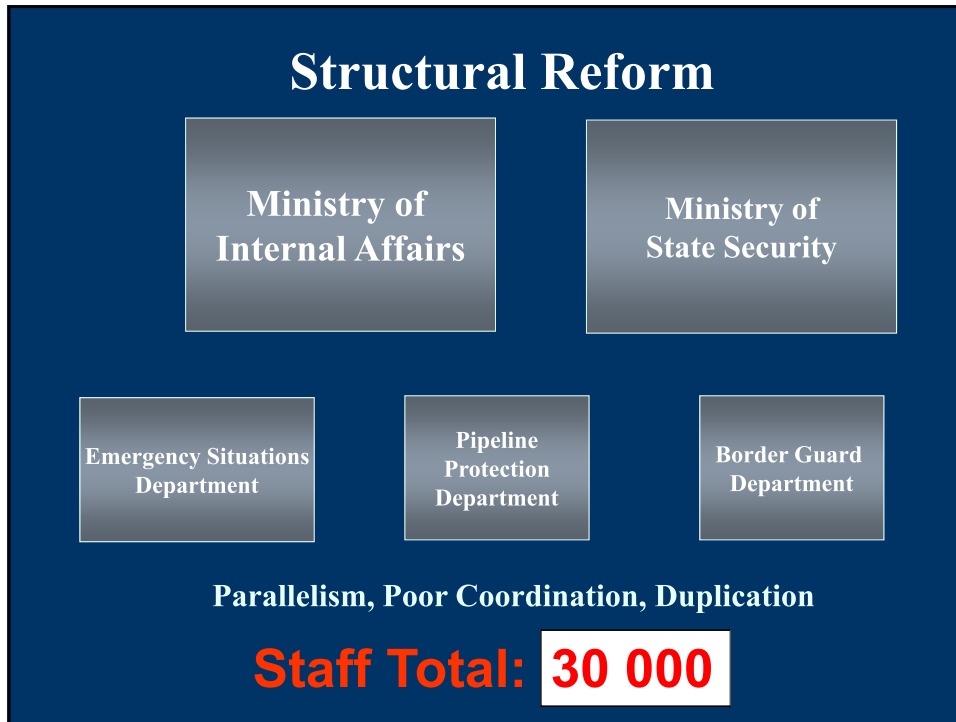 Structural Reform
Ministry of
Internal Affairs
Ministry of
State Security
Emergency Situations
Department
Pipeline
Protection
Department
Border Guard
Department
Parallelism, Poor Coordination, Duplication
Staff Total: 30 000